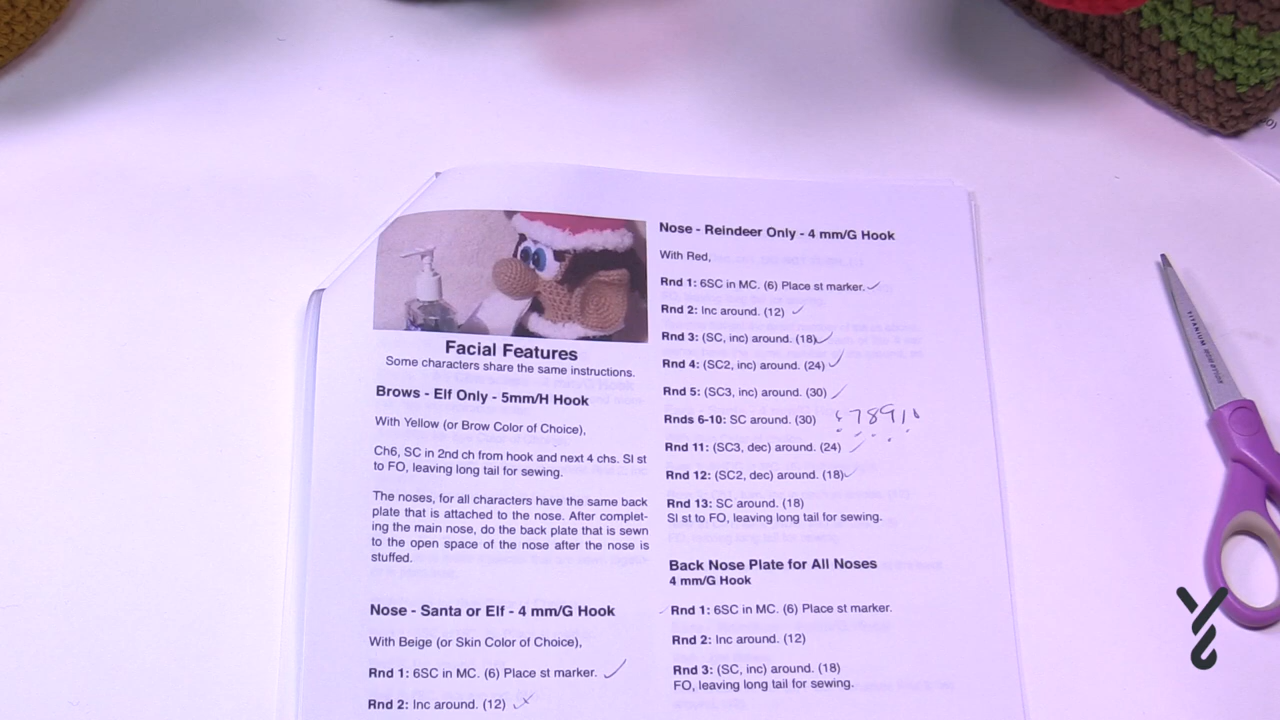 Facial Features
Some characters share the same instructions.
Brows - Elf Only - 5mm/H Hook
With Yellow (or Brow Color of Choice),
Ch6, SC in 2nd ch from hook and next 4 chs. Sl st
to FO, leaving long tail for sewing.
The noses, for all characters have the same back
plate that is attached to the nose. After complet-
ing the main nose, do the back plate that is sewn
to the open space of the nose after the nose is
stuffed.
Nose - Santa or Elf - 4 mm/G Hook
With Beige (or Skin Color of Choice),
Rnd 1: 6SC in MC. (6) Place st marker.
Rnd 2: Inc around. (12)
Nose - Reindeer Only - 4 mm/G Hook
With Red,
Rnd 1: 6SC in MC. (6) Place st marker.
Rnd 2: Inc around. (12)
Rnd 3: (SC, inc) around. (18)
Rnd 4: (SC2, inc) around. (24)
Rnd 5: (SC3, inc) around. (30)
Rnds 6-10: SC around. (30) 6 7 8 9 10
Rnd 11: (SC3, dec) around. (24)
Rnd 12: (SC2, dec) around. (18)
Rnd 13: SC around. (18)
Sl st to FO, leaving long tail for sewing.
Back Nose Plate for All Noses
4 mm/G Hook
Rnd 1: 6SC in MC. (6) Place st marker.
Rnd 2: Inc around. (12)
Rnd 3: (SC, inc) around. (18)
FO, leaving long tail for sewing.